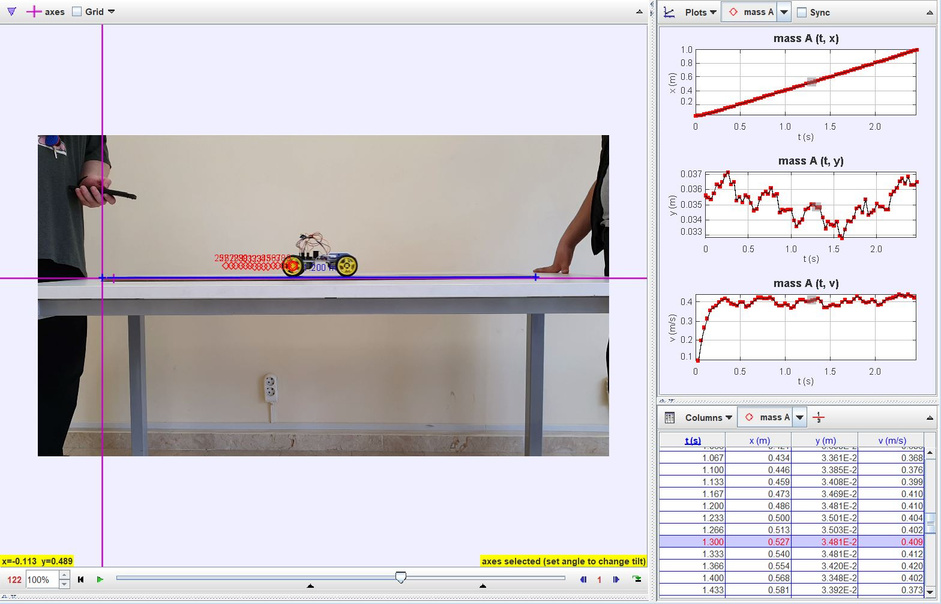 axes Grid
Plots mass A Sync
mass A (t, x)
x (m)
1.0
0.8
0.6
0.4
0.2
0 0.5 1.0 1.5 2.0
t (s)
mass A (t, y)
y (m)
0.037
0.036
0.035
0.034
0.033
0 0.5 1.0 1.5 2.0
t (s)
mass A (t, v)
v (m/s)
0.4
0.3
0.2
0.1
0 0.5 1.0 1.5 2.0
t (s)
Columns mass A
t(s) x (m) y (m) v (m/s)
1.067 0.434 3.361E-2 0.368
1.100 0.446 3.385E-2 0.376
1.133 0.459 3.408E-2 0.399
1.167 0.473 3.469E-2 0.410
1.200 0.486 3.481E-2 0.410
1.233 0.500 3.501E-2 0.404
1.266 0.513 3.503E-2 0.402
1.300 0.527 3.481E-2 0.409
1.333 0.540 3.481E-2 0.412
1.366 0.554 3.420E-2 0.420
1.400 0.568 3.348E-2 0.402
1.433 0.581 3.392E-2 0.373
x=-0.113 y=0.489 axes selected (set angle to change tilt)
122 100% 1